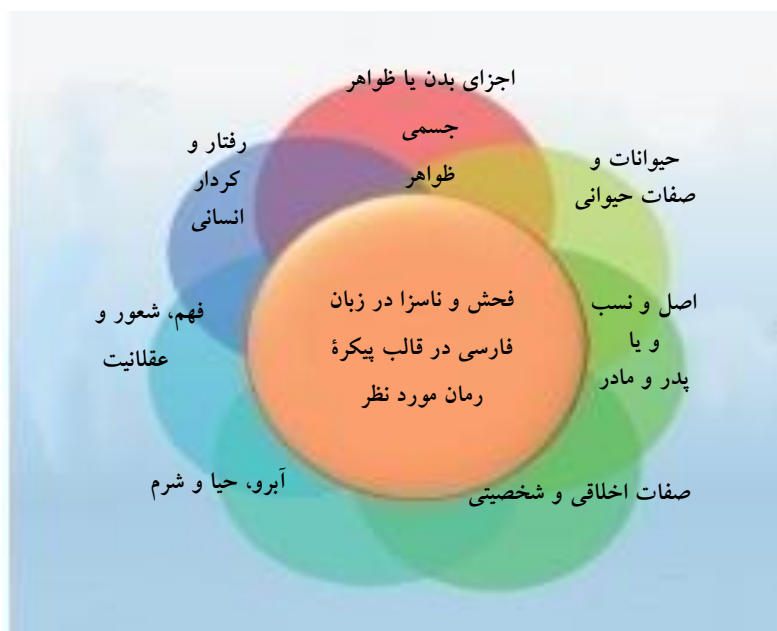 اجزای بدن یا ظواهر
جسمی
ظواهر
حیوانات و
صفات حیوانی
اصل و نسب
و یا
پدر و مادر
صفات اخلاقی و شخصیتی
آبرو، حیا و شرم
فهم، شعور و
عقلانیت
رفتار و
کردار
انسانی
فحش و ناسزا در زبان
فارسی در قالب پیکرۀ
رمان مورد نظر